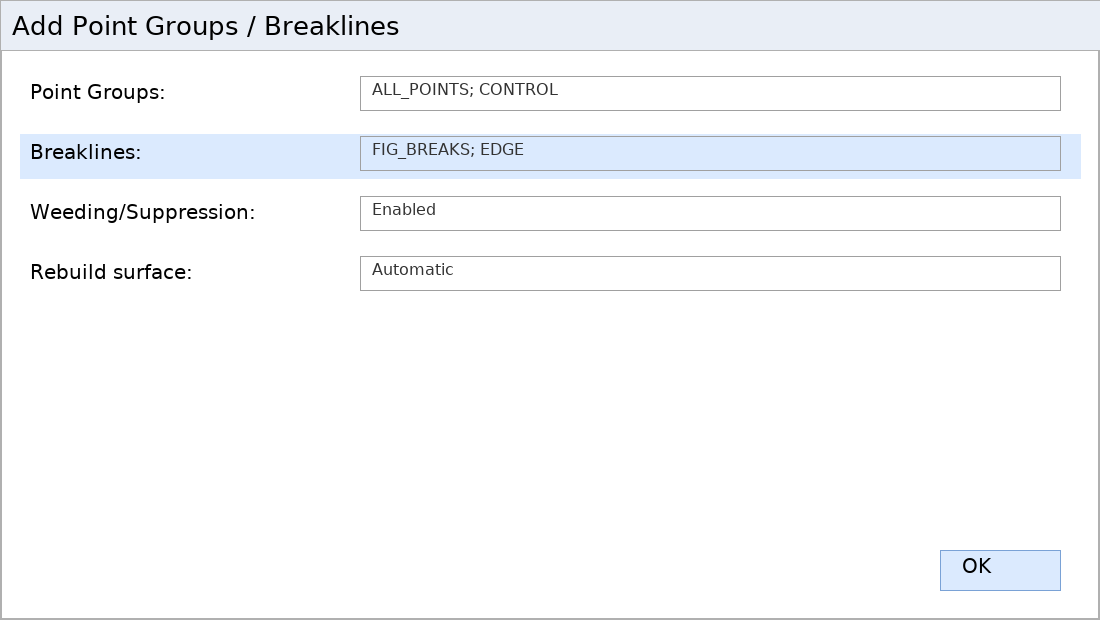 Add Point Groups / Breaklines
Point Groups: ALL_POINTS; CONTROL
Breaklines: FIG_BREAKS; EDGE
Weeding/Suppression: Enabled
Rebuild surface: Automatic
OK